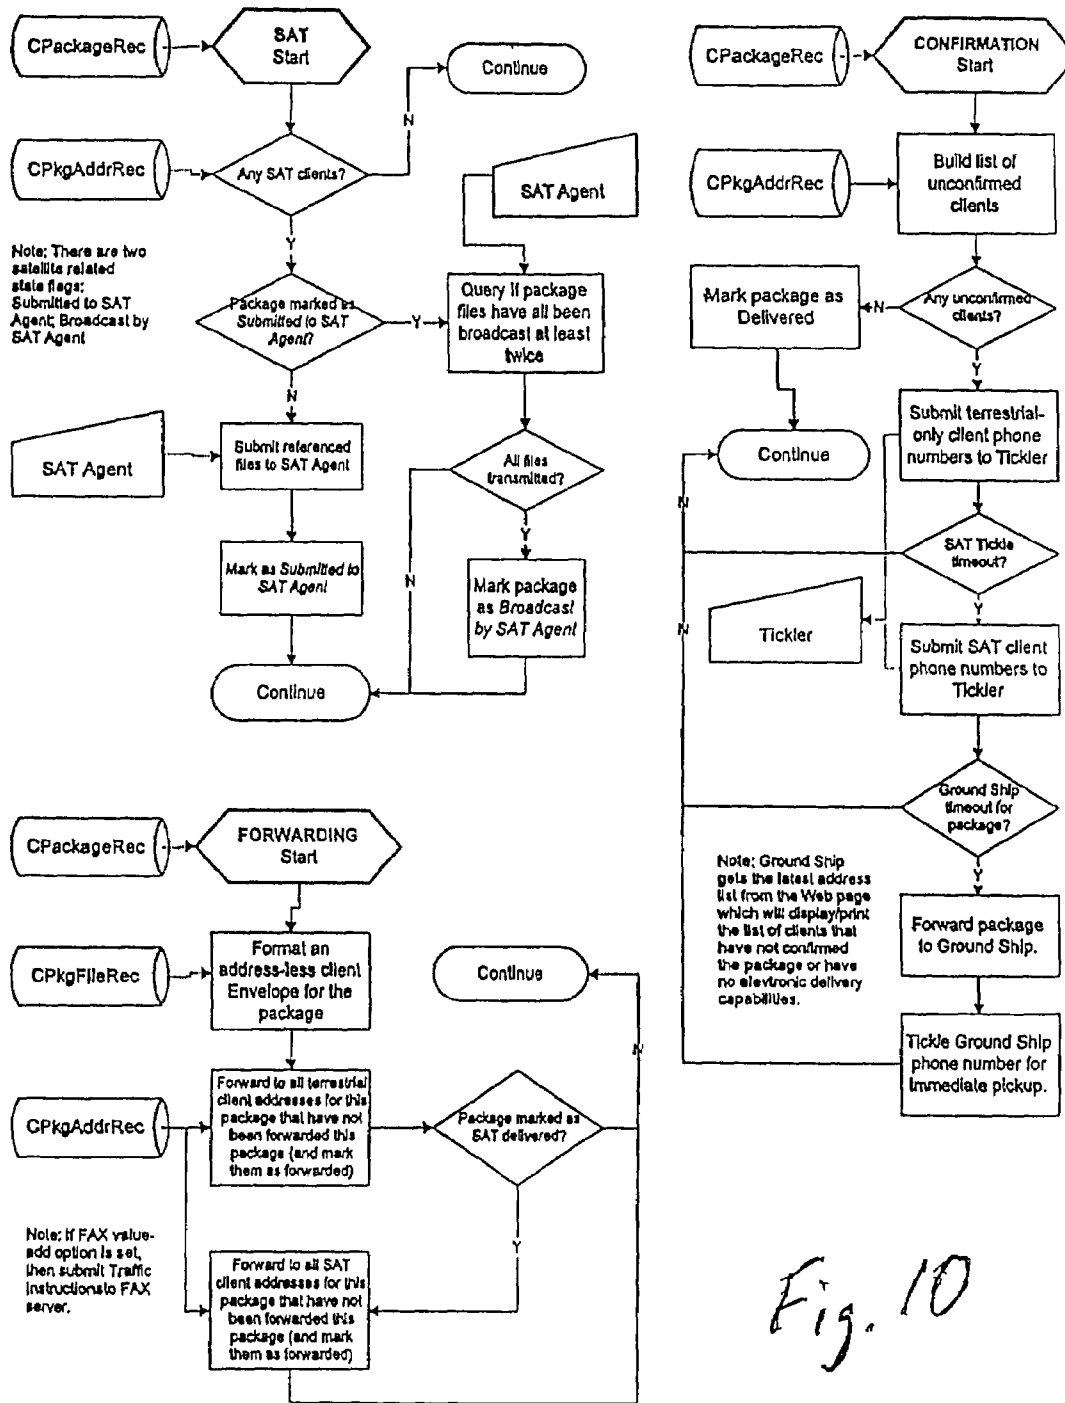 CPackageRec
SAT
Start
Continue
N
CPkgAddrRec
Any SAT clients?
SAT Agent
Y
Note: There are two
satellite related
state flags:
Submitted to SAT
Agent; Broadcast by
SAT Agent
Package marked as
Submitted to SAT
Agent?
Y
Query if package
files have all been
broadcast at least
twice
N
SAT Agent
Submit referenced
files to SAT Agent
All files
transmitted?
Y
N
Mark as Submitted to
SAT Agent
Mark package
as Broadcast
by SAT Agent
Continue
CPackageRec
CONFIRMATION
Start
CPkgAddrRec
Build list of
unconfirmed
clients
Mark package as
Delivered
N
Any unconfirmed
clients?
Y
Continue
Submit terrestrial-
only client phone
numbers to Tickler
N
SAT Tickle
timeout?
Y
Tickler
N
Submit SAT client
phone numbers to
Tickler
Ground Ship
timeout for
package?
Y
Note: Ground Ship
gets the latest address
list from the Web page
which will display/print
the list of clients that
have not confirmed
the package or have
no elevtronic delivery
capabilities.
Forward package
to Ground Ship.
Tickle Ground Ship
phone number for
immediate pickup.
CPackageRec
FORWARDING
Start
CPkgFileRec
Format an
address-less client
Envelope for the
package
Continue
N
CPkgAddrRec
Forward to all terrestrial
client addresses for this
package that have not
been forwarded this
package (and mark
them as forwarded)
Package marked as
SAT delivered?
Y
Note: If FAX value-
add option is set,
then submit Traffic
Instructionsto FAX
server.
Forward to all SAT
client addresses for this
package that have not
been forwarded this
package (and mark
them as forwarded)
Fig. 10